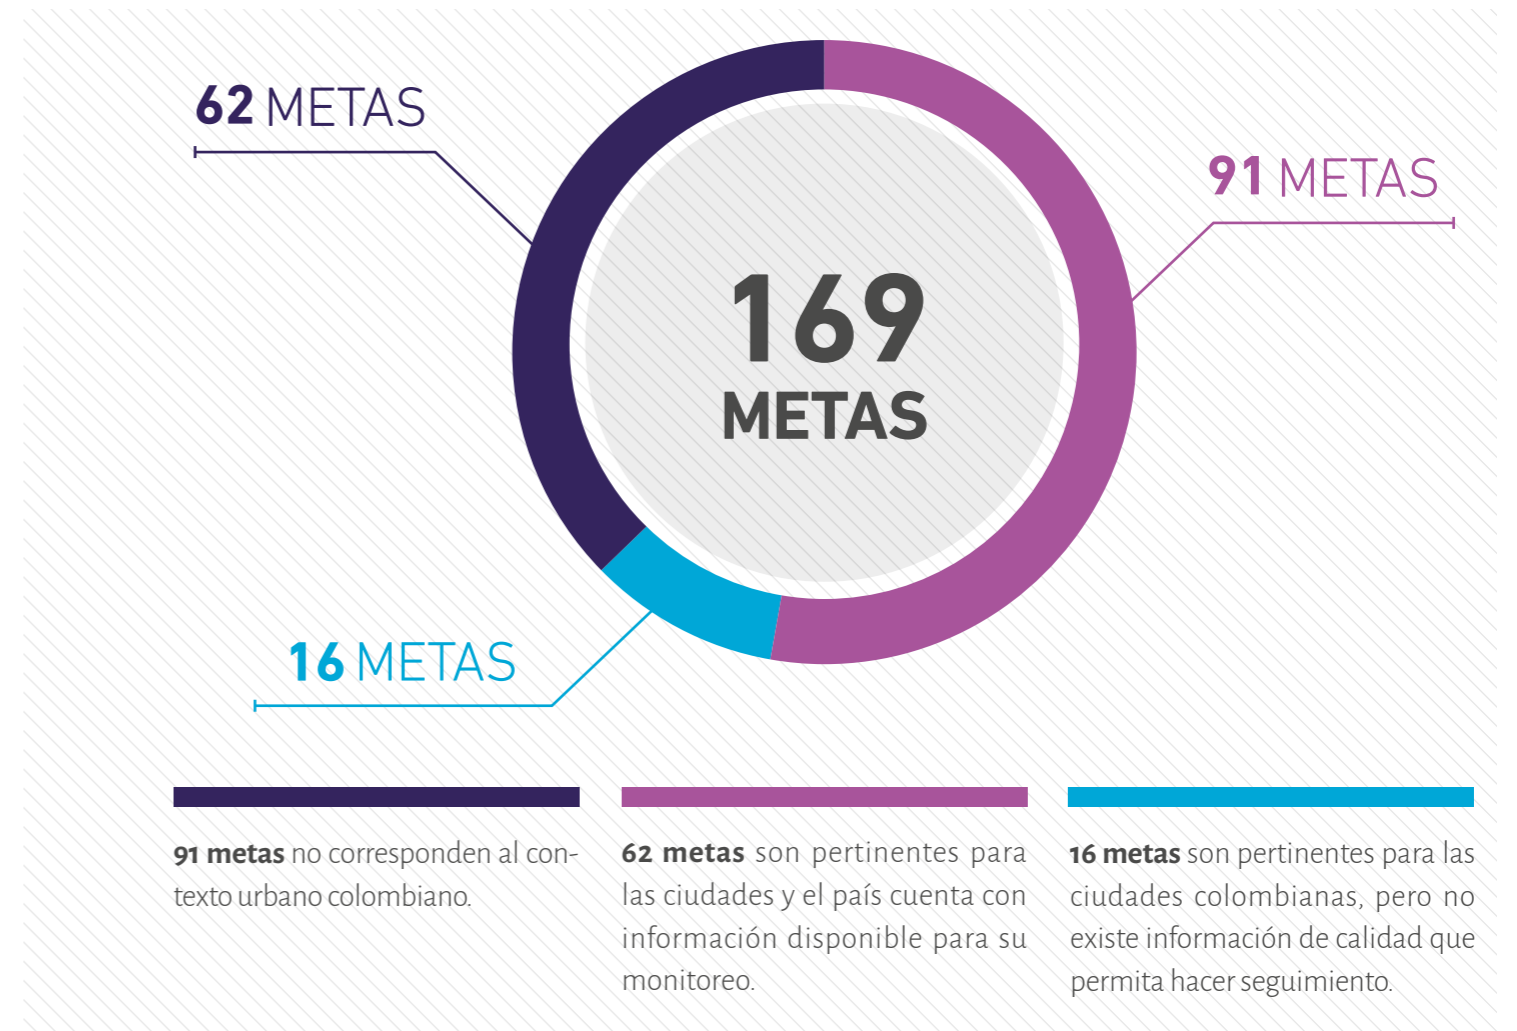 62 METAS
91 METAS
169
METAS
16 METAS
91 metas no corresponden al con-
texto urbano colombiano.
62 metas son pertinentes para
las ciudades y el país cuenta con
información disponible para su
monitoreo.
16 metas son pertinentes para las
ciudades colombianas, pero no
existe información de calidad que
permita hacer seguimiento.